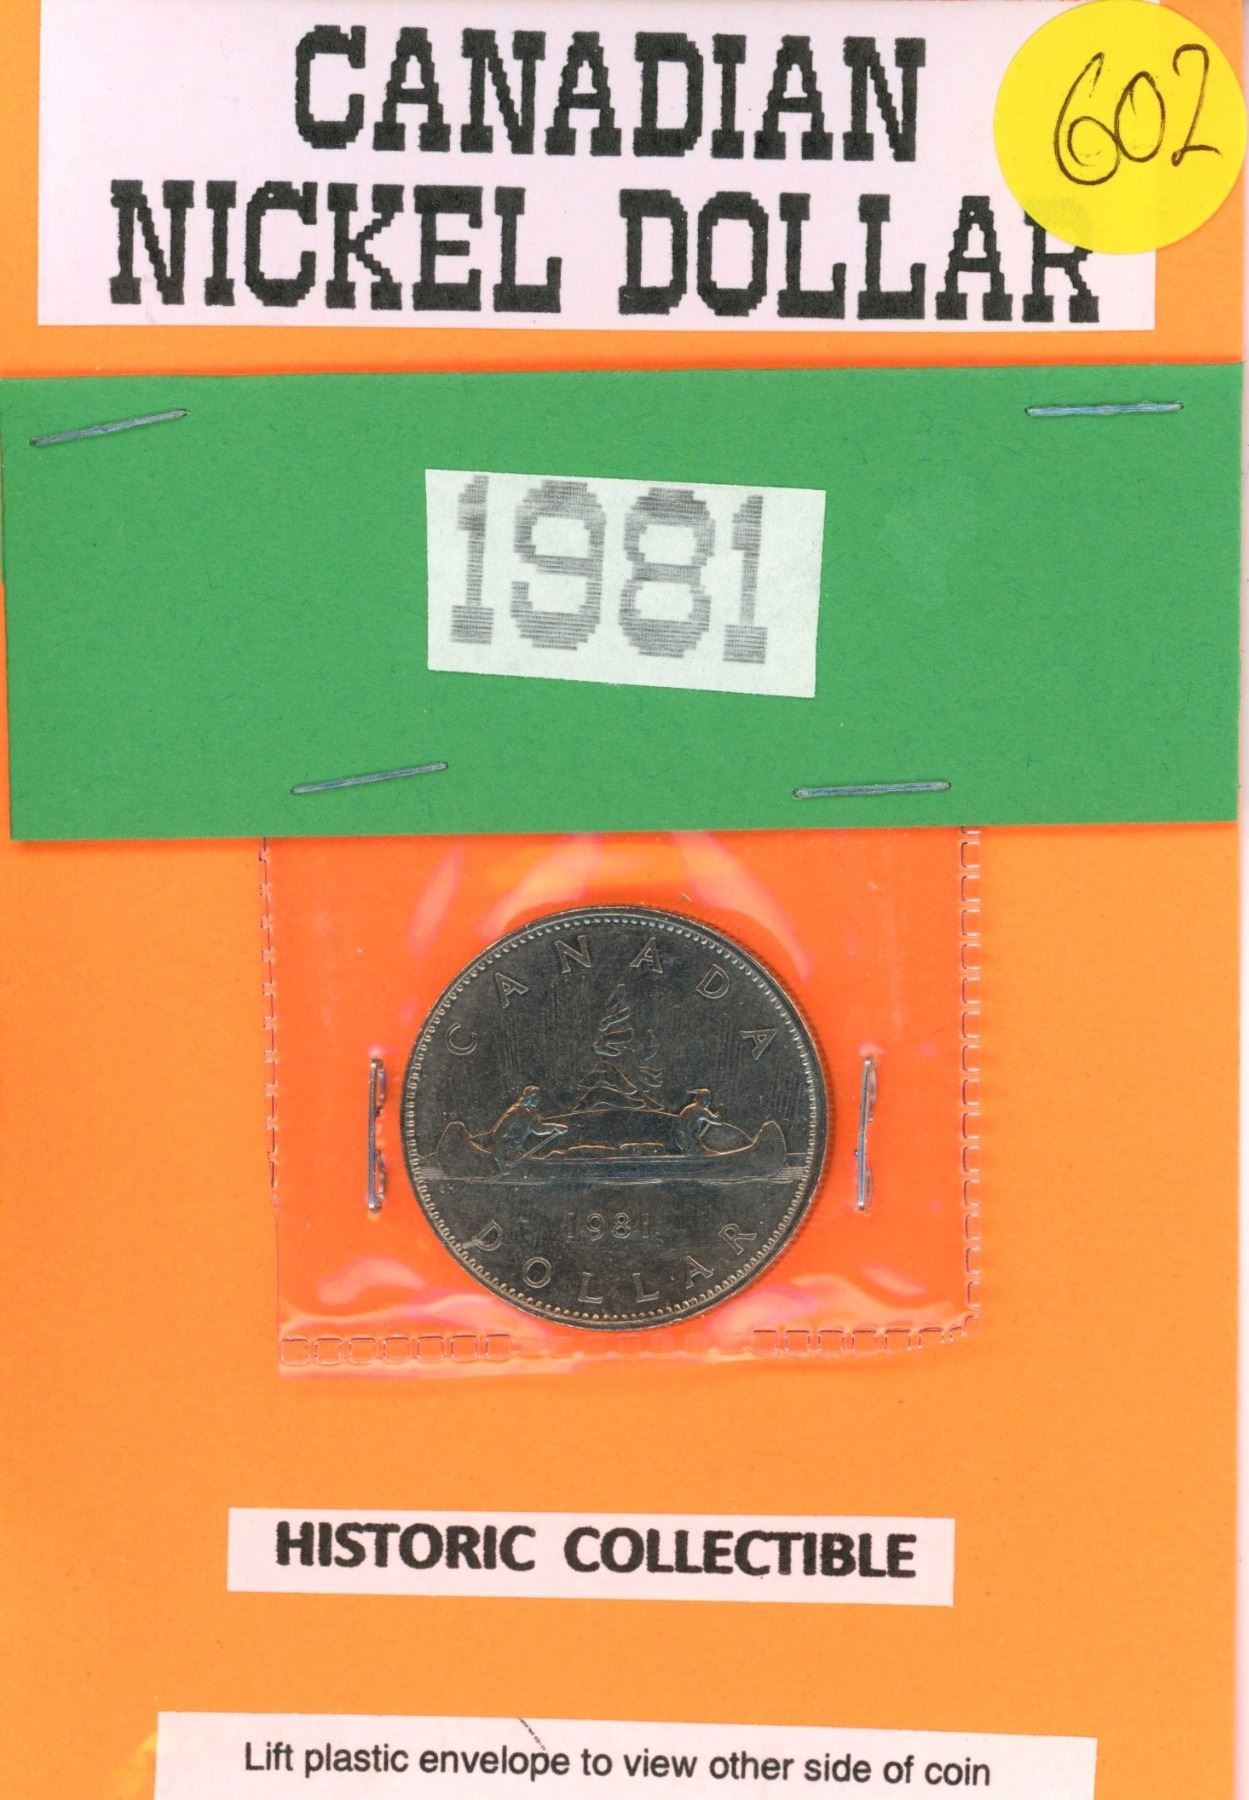 CANADIAN
602
NICKEL DOLLAR
1981
CANADA
1981
DOLLAR
HISTORIC COLLECTIBLE
Lift plastic envelope to view other side of coin